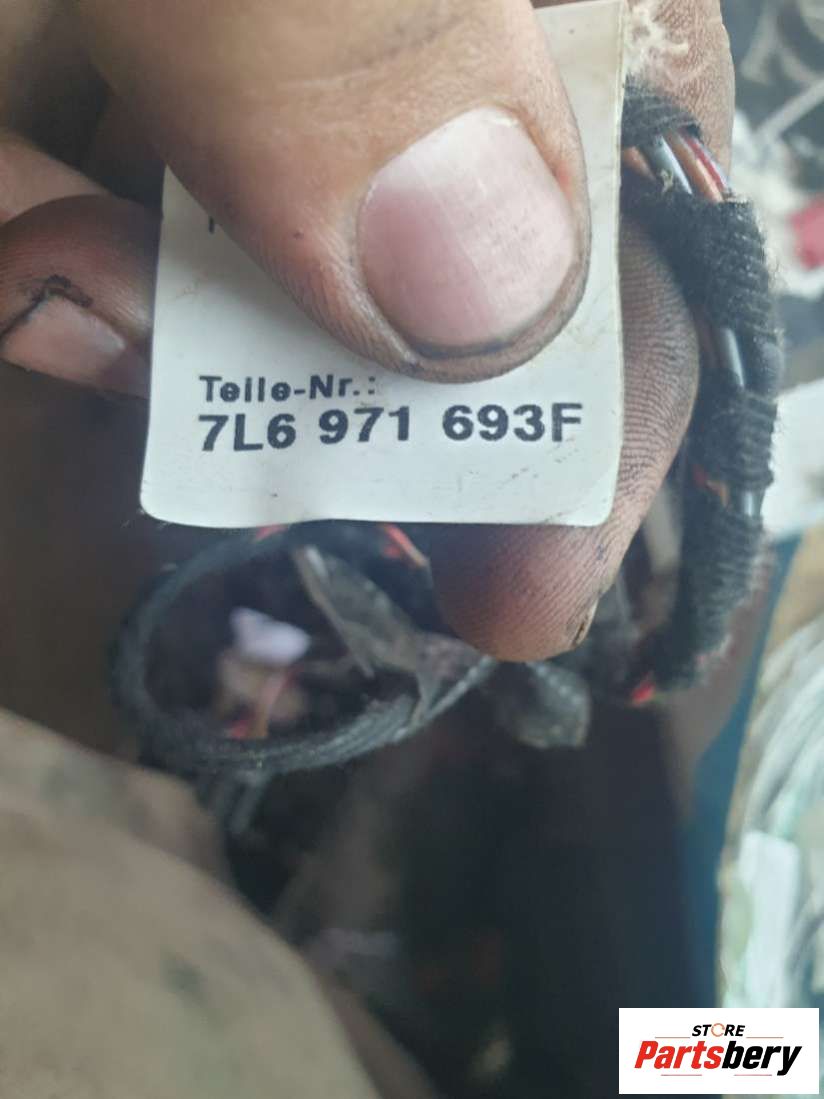 Teile-Nr.:
7L6 971 693F
STORE
Partsbery